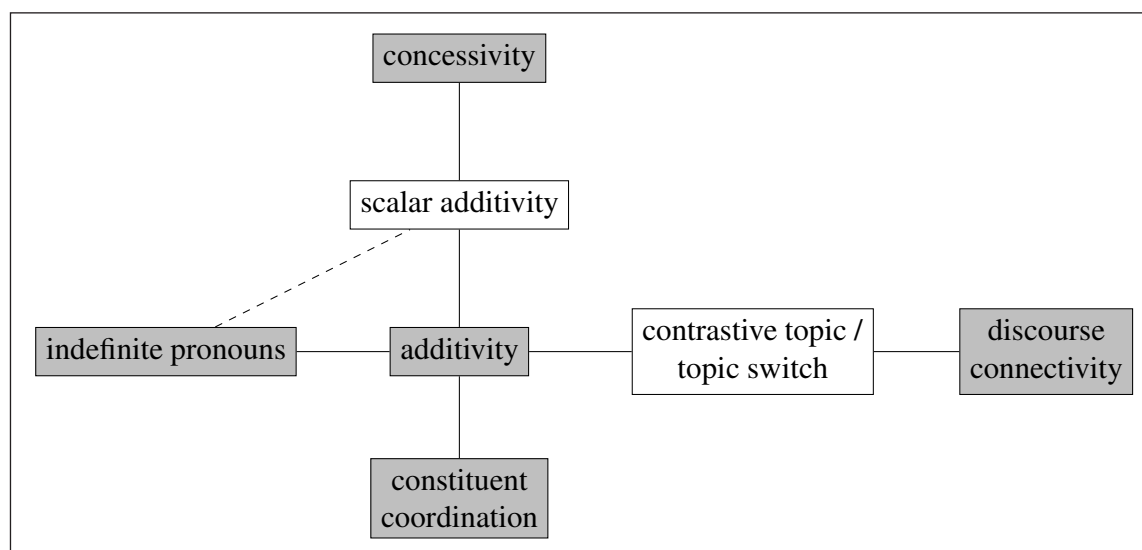 concessivity
scalar additivity
indefinite pronouns
additivity
contrastive topic /
topic switch
discourse
connectivity
constituent
coordination